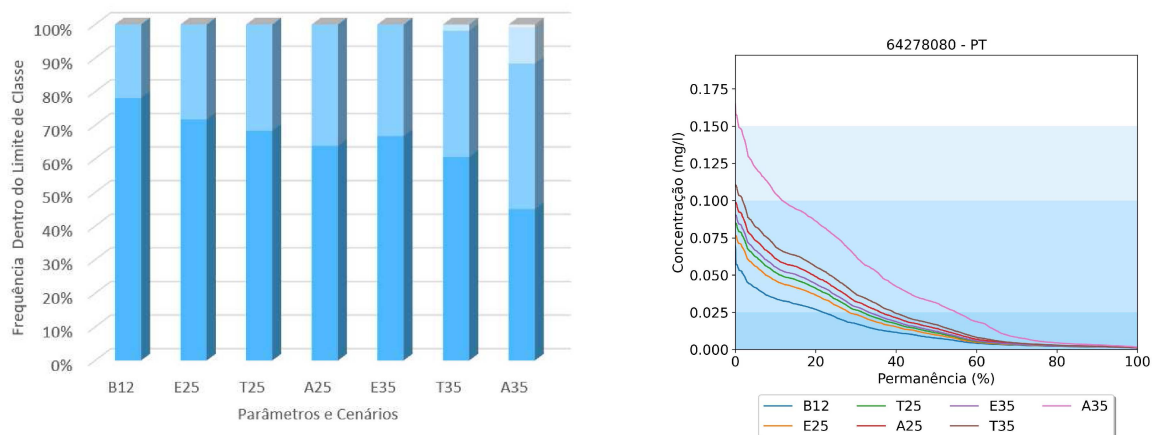 100%
90%
80%
70%
60%
50%
40%
30%
20%
10%
0%
Frequência Dentro do Limite de Classe
B12 E25 T25 A25 E35 T35 A35
Parâmetros e Cenários
64278080 - PT
0.175
0.150
0.125
0.100
0.075
0.050
0.025
0.000
Concentração (mg/l)
0 20 40 60 80 100
Permanência (%)
B12 T25 E35 A35
E25 A25 T35